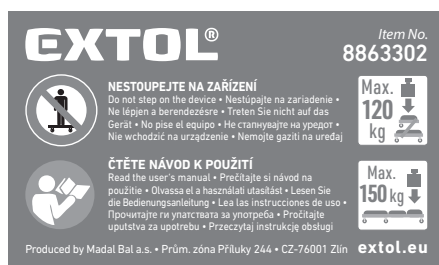 EXTOL®
Item No.
8863302
NESTOUPEJTE NA ZAŘÍZENÍ
Do not step on the device • Nestúpajte na zariadenie •
Ne lépjen a berendezésre • Treten Sie nicht auf das
Gerät • No pise el equipo • Не стапнувајте на уредот •
Nie wchodzić na urządzenie • Nemojte gaziti na uređaj
Max.
120
kg
ČTĚTE NÁVOD K POUŽITÍ
Read the user's manual • Prečítajte si návod na
použitie • Olvassa el a használati utasítást • Lesen Sie
die Bedienungsanleitung • Lea las instrucciones de uso •
Прочитајте ги упатствата за употреба • Pročitajte
uputstva za upotrebu • Przeczytaj instrukcję obsługi
Max.
150 kg
Produced by Madal Bal a.s. • Prům. zóna Příluky 244 • CZ-76001 Zlín
extol.eu